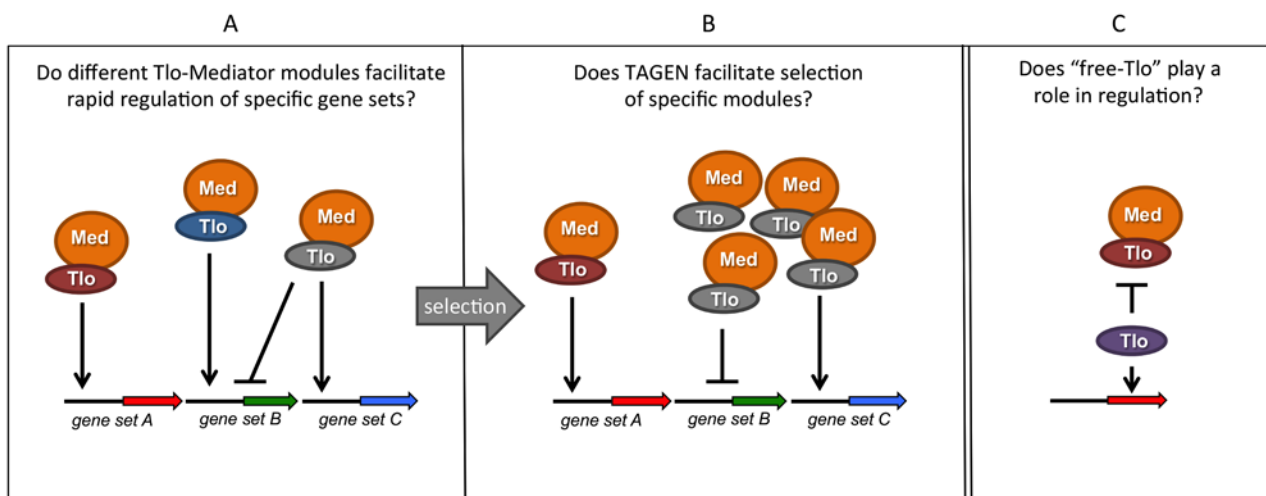 A
Do different Tlo-Mediator modules facilitate
rapid regulation of specific gene sets?
Med
Tlo
Med
Tlo
Med
Tlo
gene set A
gene set B
gene set C
selection
B
Does TAGEN facilitate selection
of specific modules?
Med
Tlo
Med
Tlo
Med
Tlo
Med
Tlo
Med
Tlo
gene set A
gene set B
gene set C
C
Does “free-Tlo” play a
role in regulation?
Med
Tlo
Tlo